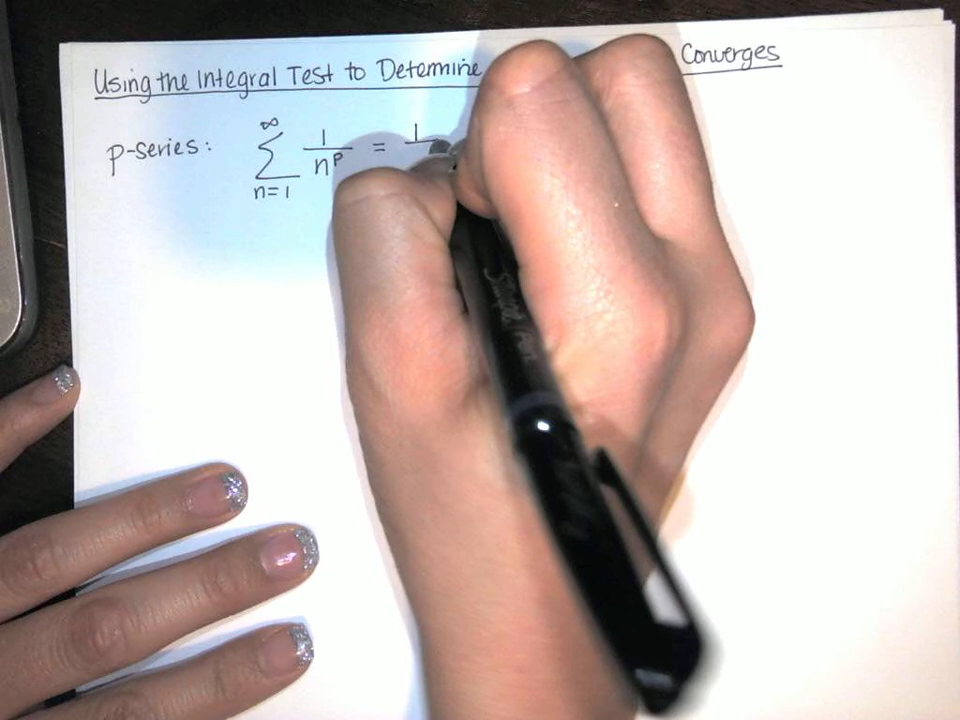 Using the Integral Test to Determine Converges
p-series: ∞ ∑ n=1 1/n^p = 1